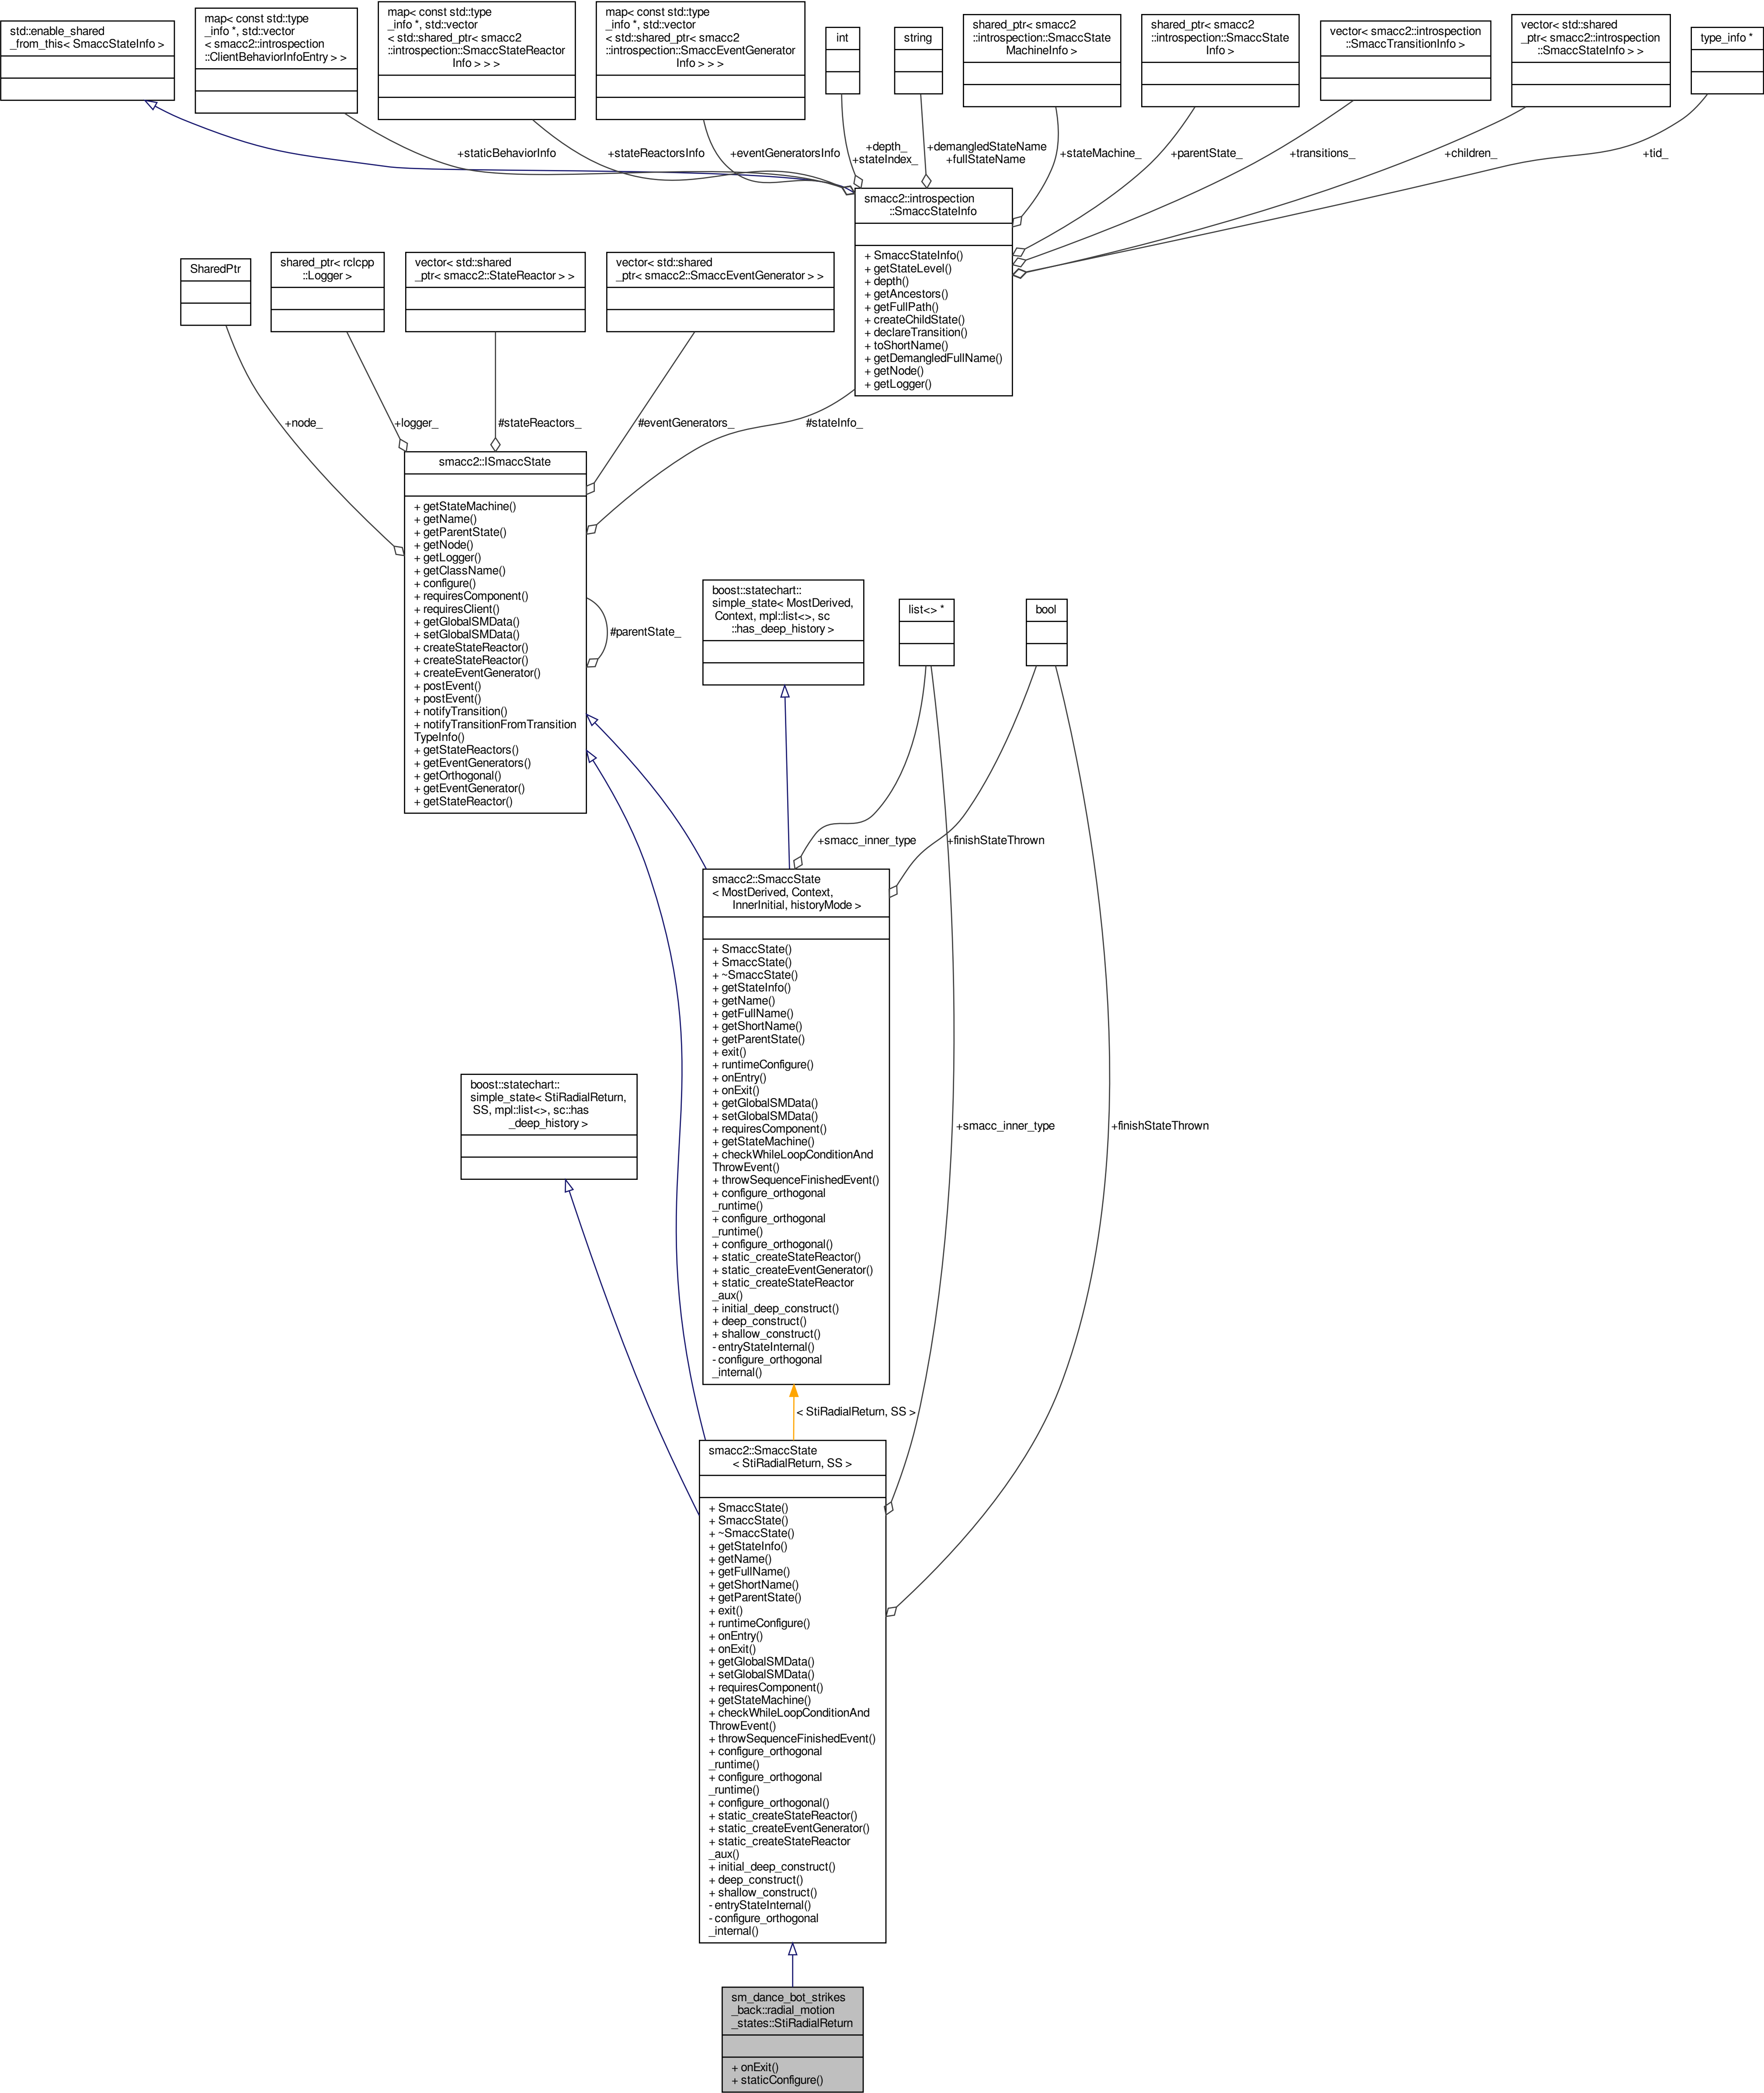 std::enable_shared
_from_this< SmaccStateInfo >
map< const std::type
_info *, std::vector
< smacc2::introspection
::ClientBehaviorInfoEntry > >
map< const std::type
_info *, std::vector
< std::shared_ptr< smacc2
::introspection::SmaccStateReactor
Info > > >
map< const std::type
_info *, std::vector
< std::shared_ptr< smacc2
::introspection::SmaccEventGenerator
Info > > >
int
string
shared_ptr< smacc2
::introspection::SmaccState
MachineInfo >
shared_ptr< smacc2
::introspection::SmaccState
Info >
vector< smacc2::introspection
::SmaccTransitionInfo >
vector< std::shared
_ptr< smacc2::introspection
::SmaccStateInfo > >
type_info *
+staticBehaviorInfo
+stateReactorsInfo
+eventGeneratorsInfo
+depth_
+stateIndex_
+demangledStateName
+fullStateName
+stateMachine_
+parentState_
+transitions_
+children_
+tid_
smacc2::introspection
::SmaccStateInfo
+ SmaccStateInfo()
+ getStateLevel()
+ depth()
+ getAncestors()
+ getFullPath()
+ createChildState()
+ declareTransition()
+ toShortName()
+ getDemangledFullName()
+ getNode()
+ getLogger()
SharedPtr
shared_ptr< rclcpp
::Logger >
vector< std::shared
_ptr< smacc2::StateReactor > >
vector< std::shared
_ptr< smacc2::SmaccEventGenerator > >
+node_
+logger_
#stateReactors_
#eventGenerators_
#stateInfo_
smacc2::ISmaccState
+ getStateMachine()
+ getName()
+ getParentState()
+ getNode()
+ getLogger()
+ getClassName()
+ configure()
+ requiresComponent()
+ requiresClient()
+ getGlobalSMData()
+ setGlobalSMData()
+ createStateReactor()
+ createStateReactor()
+ createEventGenerator()
+ postEvent()
+ postEvent()
+ notifyTransition()
+ notifyTransitionFromTransition
TypeInfo()
+ getStateReactors()
+ getEventGenerators()
+ getOrthogonal()
+ getEventGenerator()
+ getStateReactor()
#parentState_
boost::statechart::
simple_state< MostDerived,
Context, mpl::list<>, sc
::has_deep_history >
list<> *
bool
+smacc_inner_type
+finishStateThrown
smacc2::SmaccState
< MostDerived, Context,
InnerInitial, historyMode >
+ SmaccState()
+ SmaccState()
+ ~SmaccState()
+ getStateInfo()
+ getName()
+ getFullName()
+ getShortName()
+ getParentState()
+ exit()
+ runtimeConfigure()
+ onEntry()
+ onExit()
+ getGlobalSMData()
+ setGlobalSMData()
+ requiresComponent()
+ getStateMachine()
+ checkWhileLoopConditionAnd
ThrowEvent()
+ throwSequenceFinishedEvent()
+ configure_orthogonal
_runtime()
+ configure_orthogonal
_runtime()
+ configure_orthogonal()
+ static_createStateReactor()
+ static_createEventGenerator()
+ static_createStateReactor
_aux()
+ initial_deep_construct()
+ deep_construct()
+ shallow_construct()
- entryStateInternal()
- configure_orthogonal
_internal()
boost::statechart::
simple_state< StiRadialReturn,
SS, mpl::list<>, sc::has
_deep_history >
+smacc_inner_type
+finishStateThrown
< StiRadialReturn, SS >
smacc2::SmaccState
< StiRadialReturn, SS >
+ SmaccState()
+ SmaccState()
+ ~SmaccState()
+ getStateInfo()
+ getName()
+ getFullName()
+ getShortName()
+ getParentState()
+ exit()
+ runtimeConfigure()
+ onEntry()
+ onExit()
+ getGlobalSMData()
+ setGlobalSMData()
+ requiresComponent()
+ getStateMachine()
+ checkWhileLoopConditionAnd
ThrowEvent()
+ throwSequenceFinishedEvent()
+ configure_orthogonal
_runtime()
+ configure_orthogonal
_runtime()
+ configure_orthogonal()
+ static_createStateReactor()
+ static_createEventGenerator()
+ static_createStateReactor
_aux()
+ initial_deep_construct()
+ deep_construct()
+ shallow_construct()
- entryStateInternal()
- configure_orthogonal
_internal()
sm_dance_bot_strikes
_back::radial_motion
_states::StiRadialReturn
+ onExit()
+ staticConfigure()